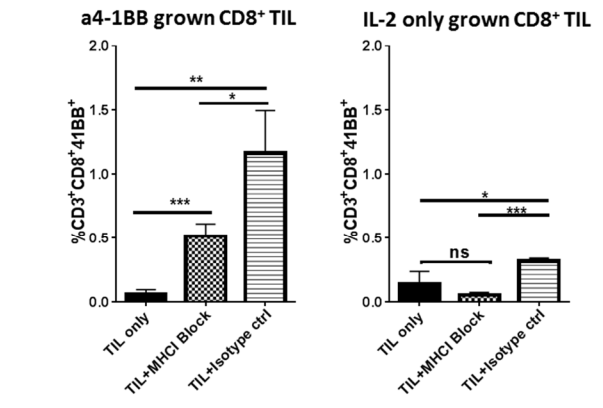 a4-1BB grown CD8⁺ TIL
%CD3⁺CD8⁺41BB⁺
2.0
1.5
1.0
0.5
0.0
**
*
***
TIL only
TIL+MHCI Block
TIL+Isotype ctrl
IL-2 only grown CD8⁺ TIL
%CD3⁺CD8⁺41BB⁺
2.0
1.5
1.0
0.5
0.0
*
***
ns
TIL only
TIL+MHCI Block
TIL+Isotype ctrl